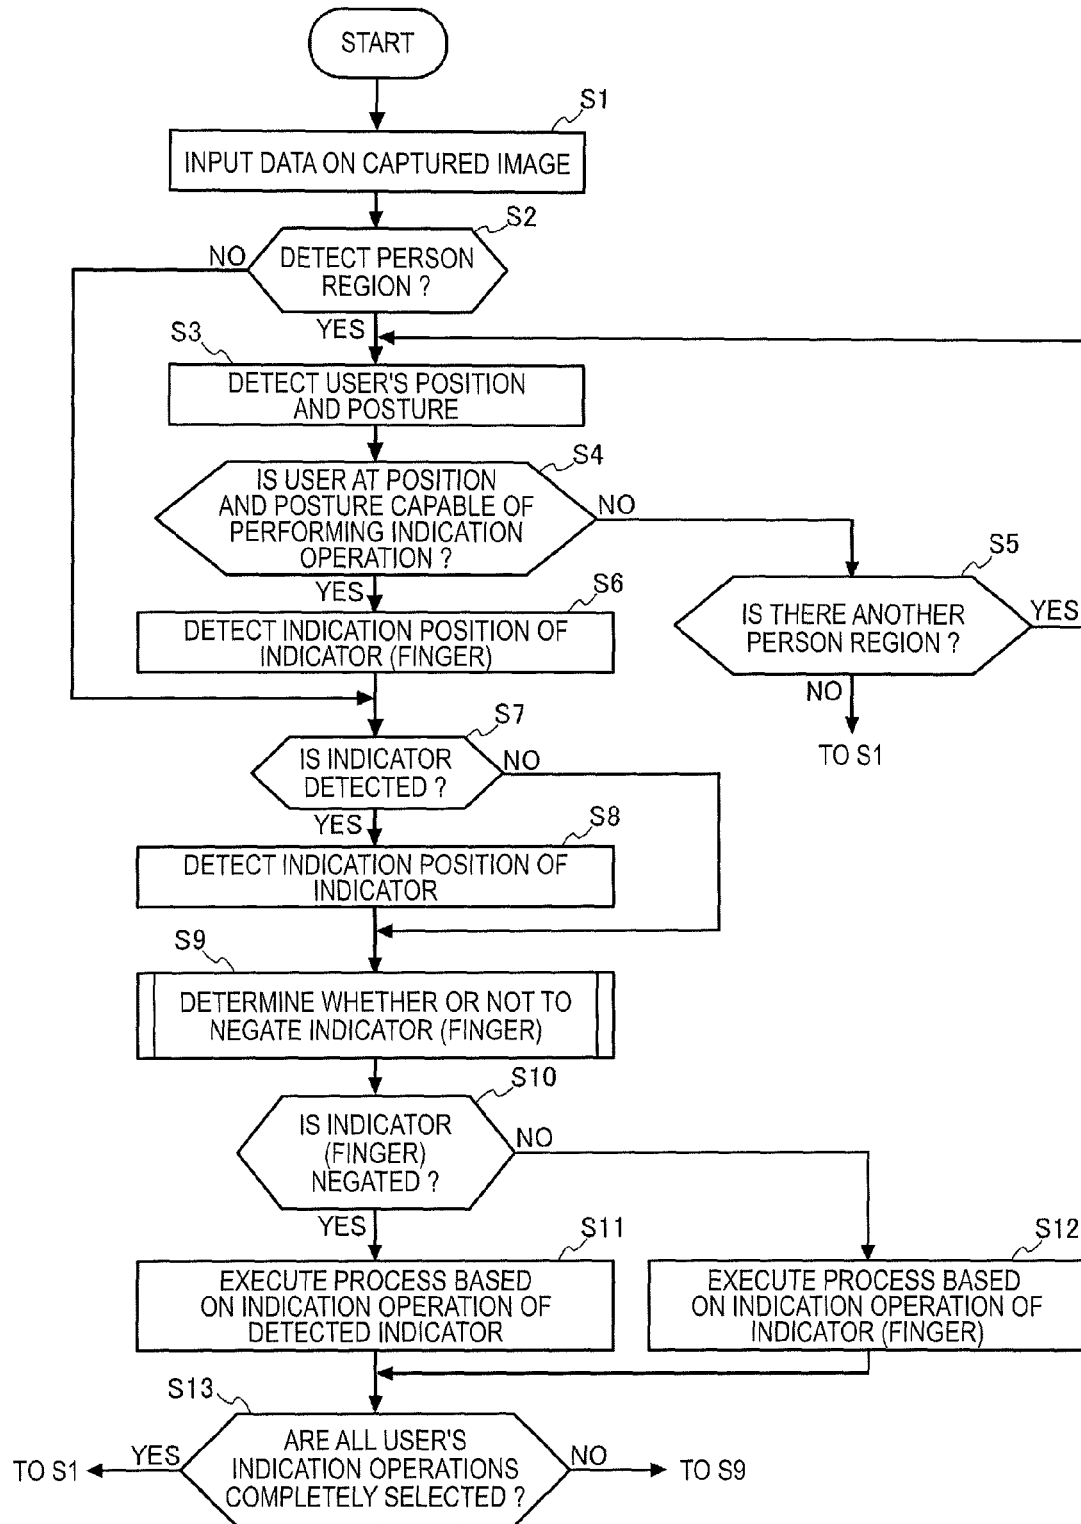 START
S1
INPUT DATA ON CAPTURED IMAGE
S2
DETECT PERSON
REGION ?
NO
YES
S3
DETECT USER'S POSITION
AND POSTURE
S4
IS USER AT POSITION
AND POSTURE CAPABLE OF
PERFORMING INDICATION
OPERATION ?
NO
YES
S5
IS THERE ANOTHER
PERSON REGION ?
YES
NO
TO S1
S6
DETECT INDICATION POSITION OF
INDICATOR (FINGER)
S7
IS INDICATOR
DETECTED ?
NO
YES
S8
DETECT INDICATION POSITION OF
INDICATOR
S9
DETERMINE WHETHER OR NOT TO
NEGATE INDICATOR (FINGER)
S10
IS INDICATOR
(FINGER)
NEGATED ?
NO
YES
S11
EXECUTE PROCESS BASED
ON INDICATION OPERATION OF
DETECTED INDICATOR
S12
EXECUTE PROCESS BASED
ON INDICATION OPERATION OF
INDICATOR (FINGER)
S13
ARE ALL USER'S
INDICATION OPERATIONS
COMPLETELY SELECTED ?
YES
TO S1
NO
TO S9